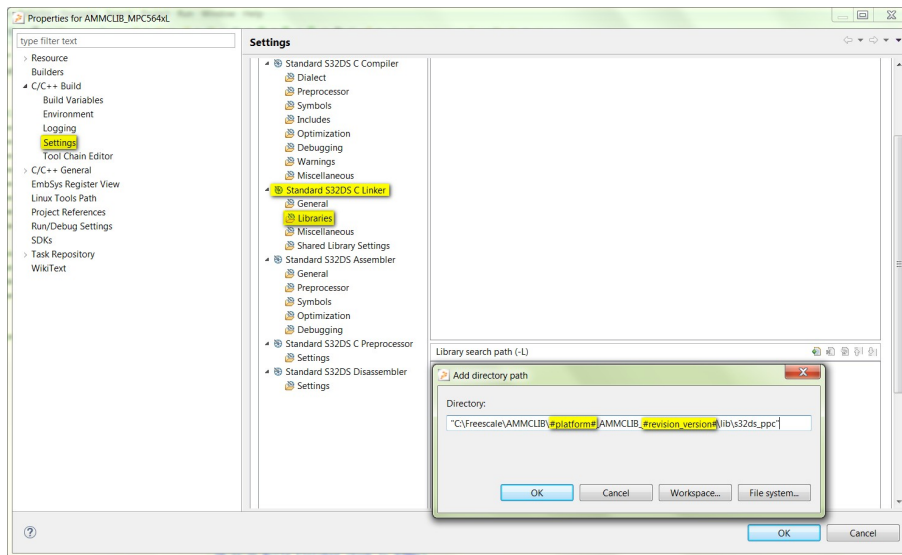 Properties for AMMCLIB_MPC564xL
type filter text
Resource
Builders
C/C++ Build
Build Variables
Environment
Logging
Settings
Tool Chain Editor
C/C++ General
EmbSys Register View
Linux Tools Path
Project References
Run/Debug Settings
SDKs
Task Repository
WikiText
Settings
Standard S32DS C Compiler
Dialect
Preprocessor
Symbols
Includes
Optimization
Debugging
Warnings
Miscellaneous
Standard S32DS C Linker
General
Libraries
Miscellaneous
Shared Library Settings
Standard S32DS Assembler
General
Preprocessor
Symbols
Optimization
Debugging
Standard S32DS C Preprocessor
Settings
Standard S32DS Disassembler
Settings
Library search path (-L)
Add directory path
Directory:
"C:\Freescale\AMMCLIB\#platform#_AMMCLIB_#revision_version#\lib\s32ds_ppc"
OK Cancel Workspace... File system...
OK Cancel